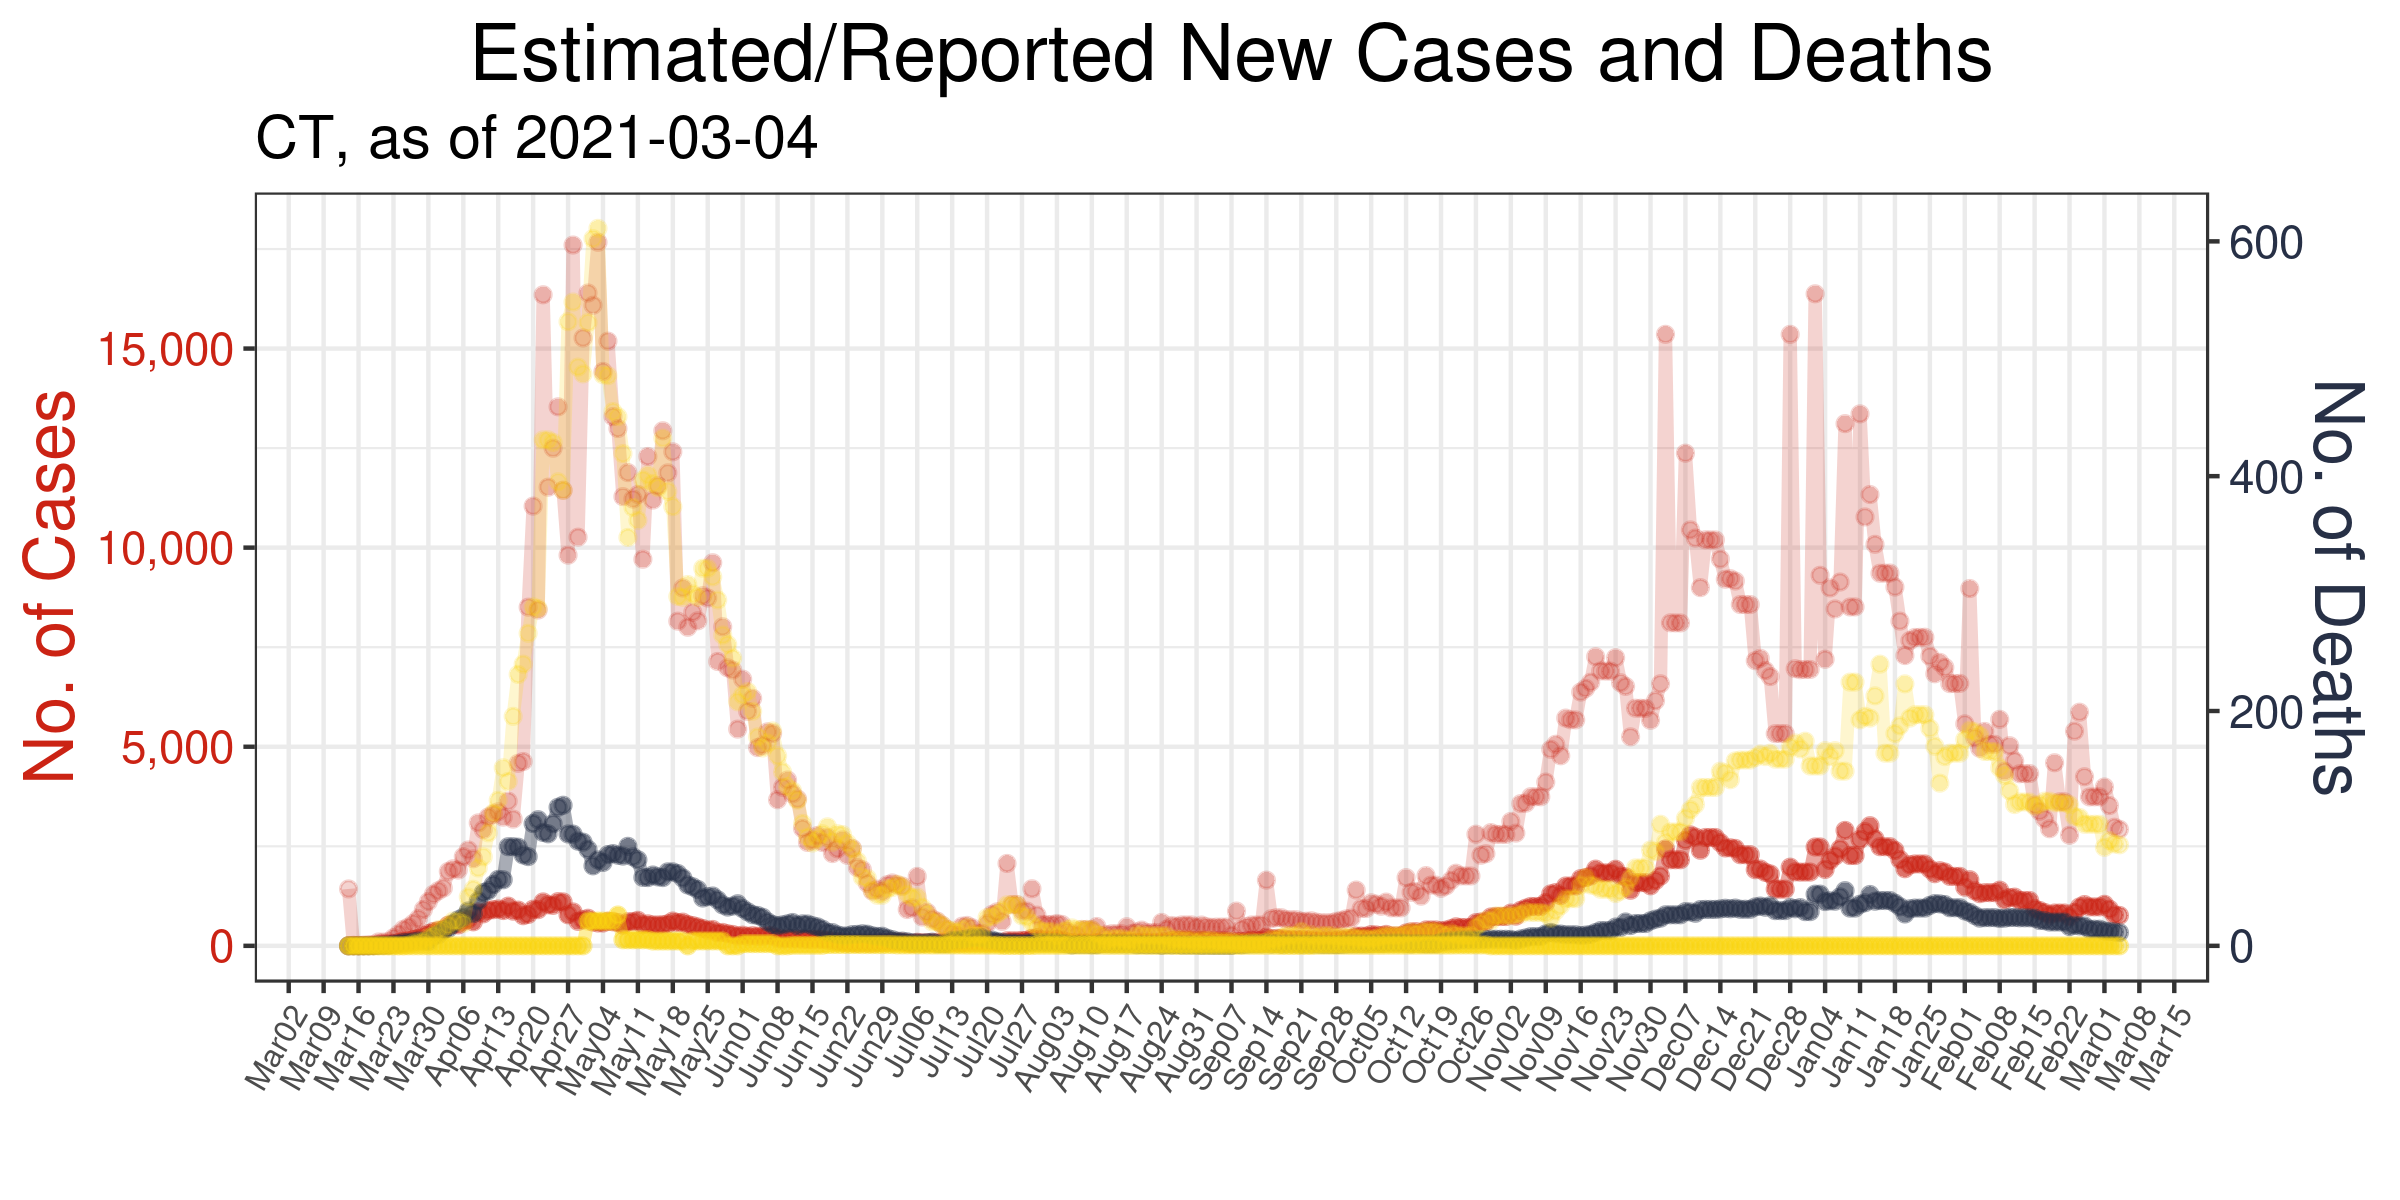 Estimated/Reported New Cases and Deaths
CT, as of 2021-03-04
No. of Cases
15,000
10,000
5,000
0
600
400
200
0
No. of Deaths
Mar02
Mar09
Mar16
Mar23
Mar30
Apr06
Apr13
Apr20
Apr27
May04
May11
May18
May25
Jun01
Jun08
Jun15
Jun22
Jun29
Jul06
Jul13
Jul20
Jul27
Aug03
Aug10
Aug17
Aug24
Aug31
Sep07
Sep14
Sep21
Sep28
Oct05
Oct12
Oct19
Oct26
Nov02
Nov09
Nov16
Nov23
Nov30
Dec07
Dec14
Dec21
Dec28
Jan04
Jan11
Jan18
Jan25
Feb01
Feb08
Feb15
Feb22
Mar01
Mar08
Mar15